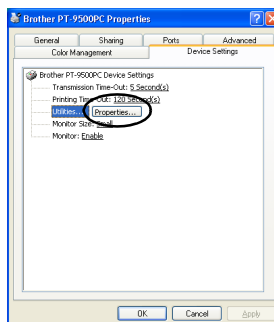 Brother PT-9500PC Properties
General Sharing Ports Advanced
Color Management Device Settings
Brother PT-9500PC Device Settings
Transmission Time-Out: 5 Second(s)
Printing Time-Out: 120 Second(s)
Utilities... Properties...
Monitor Size: Small
Monitor: Enable
OK Cancel Apply